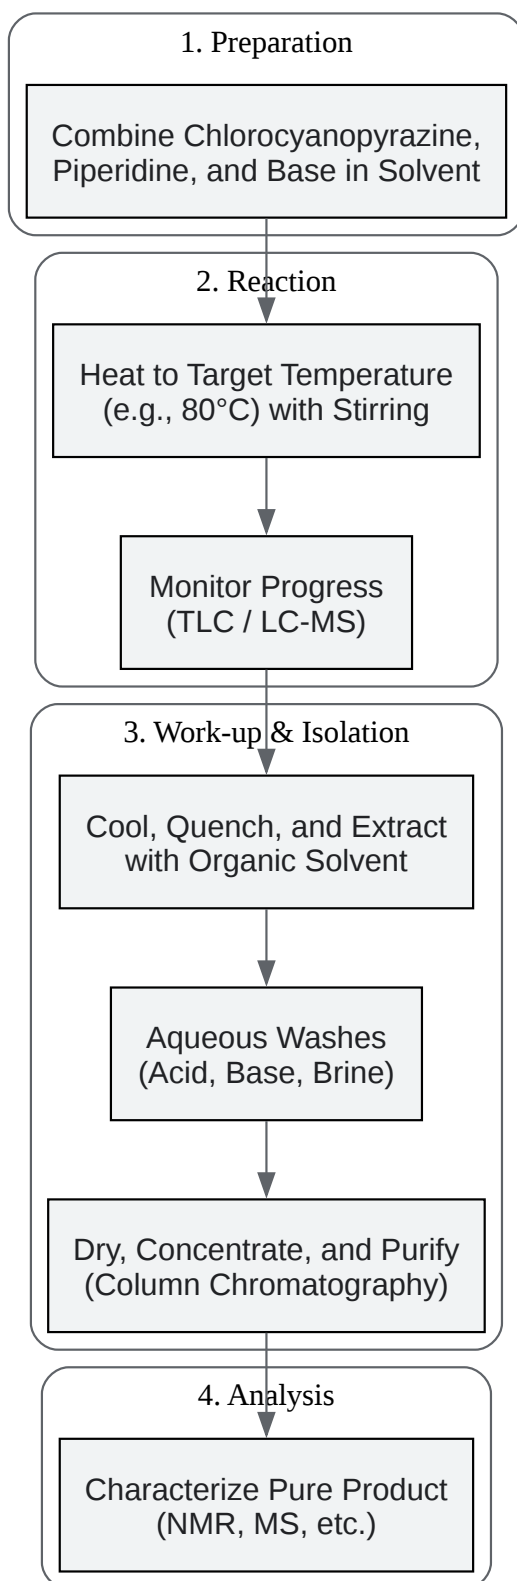 1. Preparation
Combine Chlorocyanopyrazine,
Piperidine, and Base in Solvent
2. Reaction
Heat to Target Temperature
(e.g., 80°C) with Stirring
Monitor Progress
(TLC / LC-MS)
3. Work-up & Isolation
Cool, Quench, and Extract
with Organic Solvent
Aqueous Washes
(Acid, Base, Brine)
Dry, Concentrate, and Purify
(Column Chromatography)
4. Analysis
Characterize Pure Product
(NMR, MS, etc.)